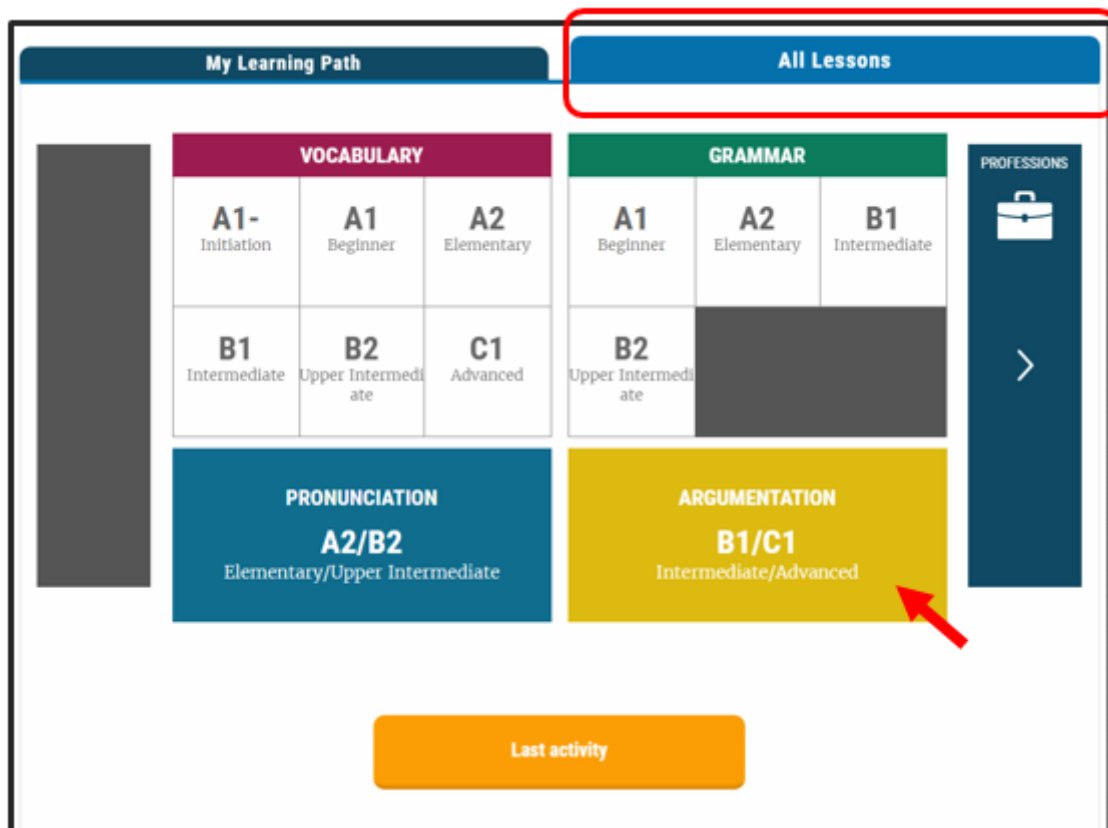 My Learning Path
All Lessons
VOCABULARY
A1-
Initiation
A1
Beginner
A2
Elementary
B1
Intermediate
B2
Upper Intermedi
ate
C1
Advanced
GRAMMAR
A1
Beginner
A2
Elementary
B1
Intermediate
B2
Upper Intermedi
ate
PROFESSIONS
PRONUNCIATION
A2/B2
Elementary/Upper Intermediate
ARGUMENTATION
B1/C1
Intermediate/Advanced
Last activity